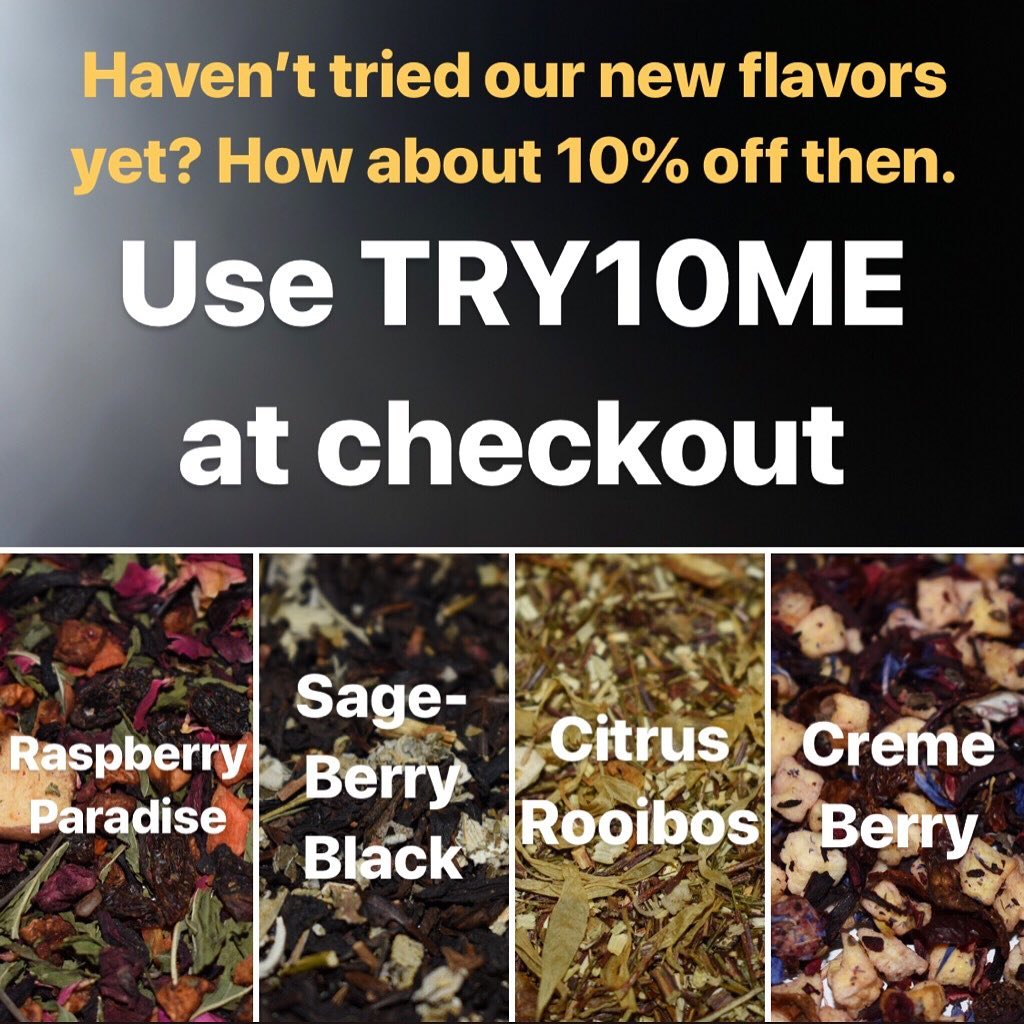 Haven’t tried our new flavors
yet? How about 10% off then.
Use TRY10ME
at checkout
Raspberry
Paradise
Sage-
Berry
Black
Citrus
Rooibos
Creme
Berry